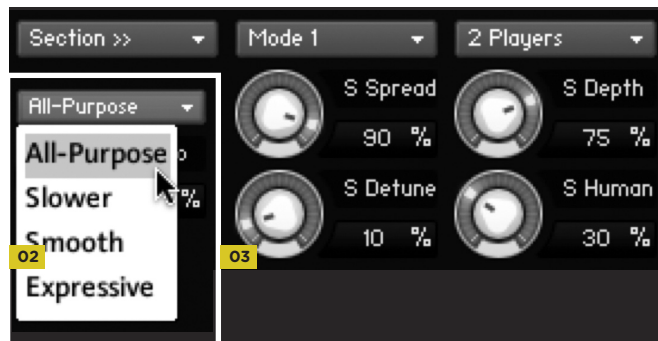 Section >>
Mode 1
2 Players
All-Purpose
All-Purpose
Slower
%
Smooth
Expressive
02
S Spread
90 %
S Depth
75 %
S Detune
10 %
S Human
30 %
03